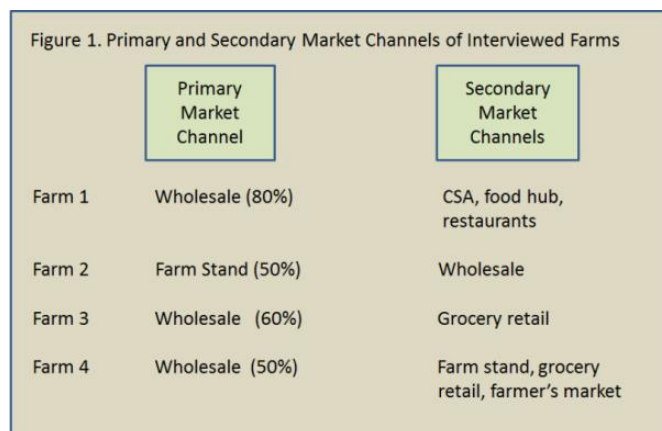 Figure 1. Primary and Secondary Market Channels of Interviewed Farms
Primary
Market
Channel
Secondary
Market
Channels
Farm 1 Wholesale (80%) CSA, food hub,
restaurants
Farm 2 Farm Stand (50%) Wholesale
Farm 3 Wholesale (60%) Grocery retail
Farm 4 Wholesale (50%) Farm stand, grocery
retail, farmer’s market